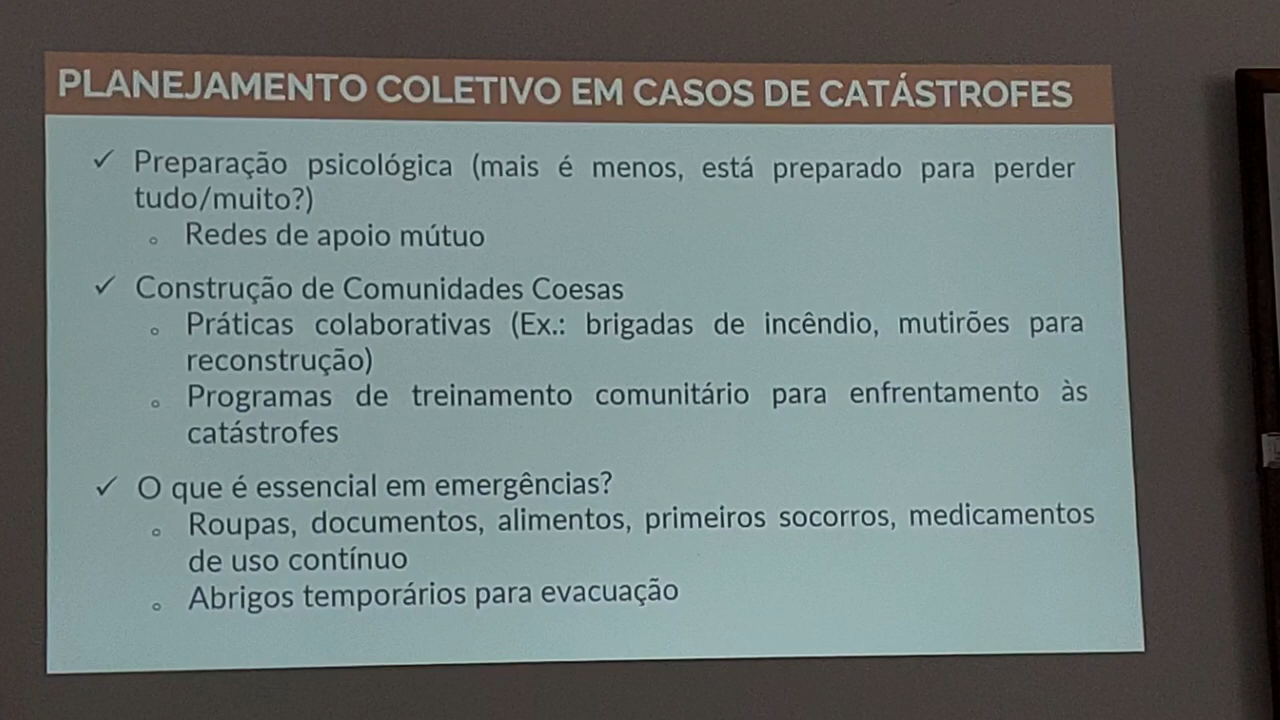 PLANEJAMENTO COLETIVO EM CASOS DE CATÁSTROFES
✓ Preparação psicológica (mais é menos, está preparado para perder
tudo/muito?)
◦ Redes de apoio mútuo
✓ Construção de Comunidades Coesas
◦ Práticas colaborativas (Ex.: brigadas de incêndio, mutirões para
reconstrução)
◦ Programas de treinamento comunitário para enfrentamento às
catástrofes
✓ O que é essencial em emergências?
◦ Roupas, documentos, alimentos, primeiros socorros, medicamentos
de uso contínuo
◦ Abrigos temporários para evacuação